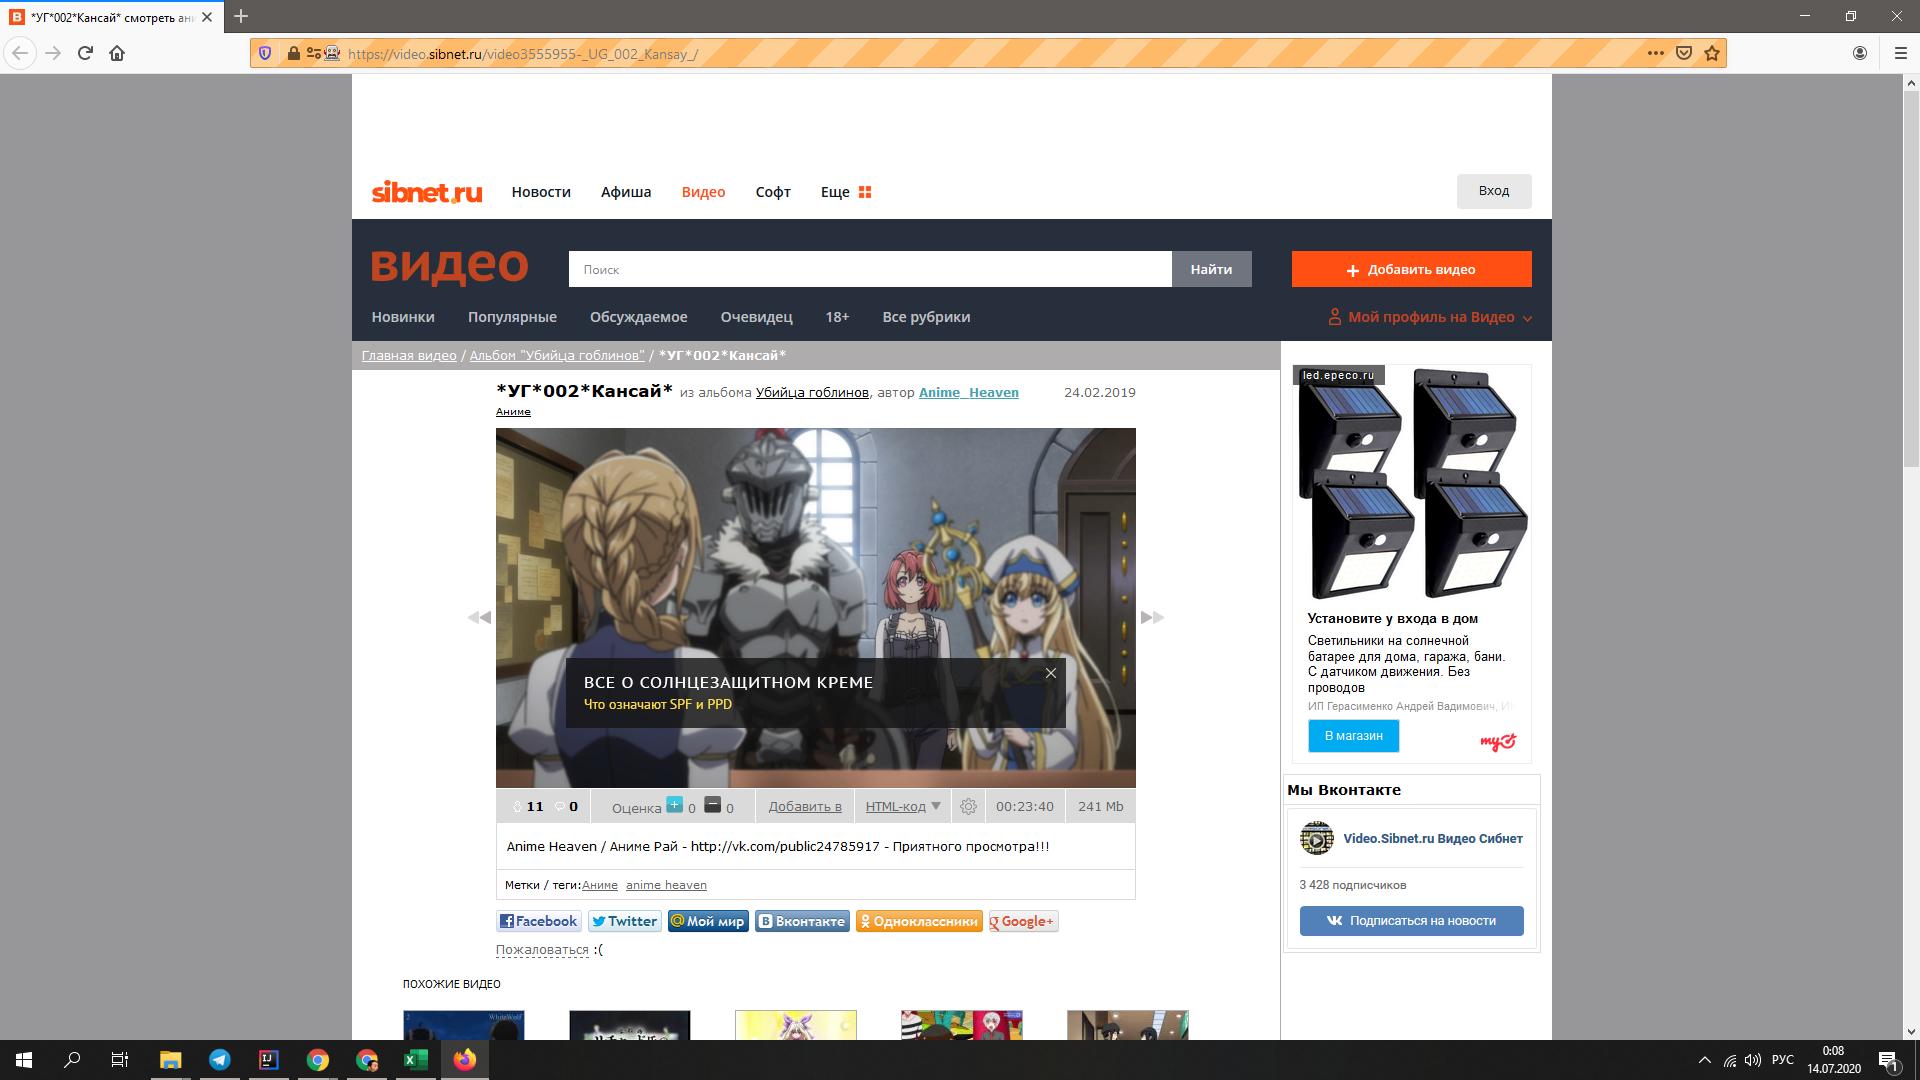 *УГ*002*Кансай* смотреть ан
https://video.sibnet.ru/video3555955-_UG_002_Kansay_/
sibnet.ru
Новости
Афиша
Видео
Софт
Еще
Вход
видео
Поиск
Найти
Добавить видео
Новинки
Популярные
Обсуждаемое
Очевидец
18+
Все рубрики
Мой профиль на Видео
Главная видео / Альбом "Убийца гоблинов" / *УГ*002*Кансай*
*УГ*002*Кансай* из альбома Убийца гоблинов, автор Anime_Heaven
24.02.2019
Аниме
ВСЕ О СОЛНЦЕЗАЩИТНОМ КРЕМЕ
Что означают SPF и PPD
11 0 Оценка 0 0 Добавить в HTML-код 00:23:40 241 Mb
Anime Heaven / Аниме Рай - http://vk.com/public24785917 - Приятного просмотра!!!
Метки / теги:Аниме anime heaven
Facebook
Twitter
Мой мир
Вконтакте
Одноклассники
Google+
Пожаловаться :(
ПОХОЖИЕ ВИДЕО
2
WhiteWolf
led.epeco.ru
Установите у входа в дом
Светильники на солнечной
батарее для дома, гаража, бани.
С датчиком движения. Без
проводов
ИП Герасименко Андрей Вадимович,
В магазин
my
Мы Вконтакте
Video.Sibnet.ru Видео Сибнет
3 428 подписчиков
Подписаться на новости
РУС
0:08
14.07.2020
1